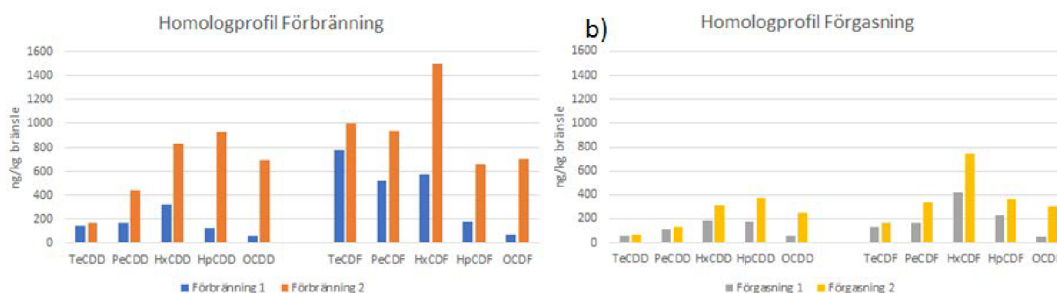 Homologprofil Förbränning
ng/kg bränsle
1600
1400
1200
1000
800
600
400
200
0
TeCDD PeCDD HxCDD HpCDD OCDD TeCDF PeCDF HxCDF HpCDF OCDF
Förbränning 1 Förbränning 2
b)
Homologprofil Förgasning
ng/kg bränsle
1600
1400
1200
1000
800
600
400
200
0
TeCDD PeCDD HxCDD HpCDD OCDD TeCDF PeCDF HxCDF HpCDF OCDF
Förgasning 1 Förgasning 2